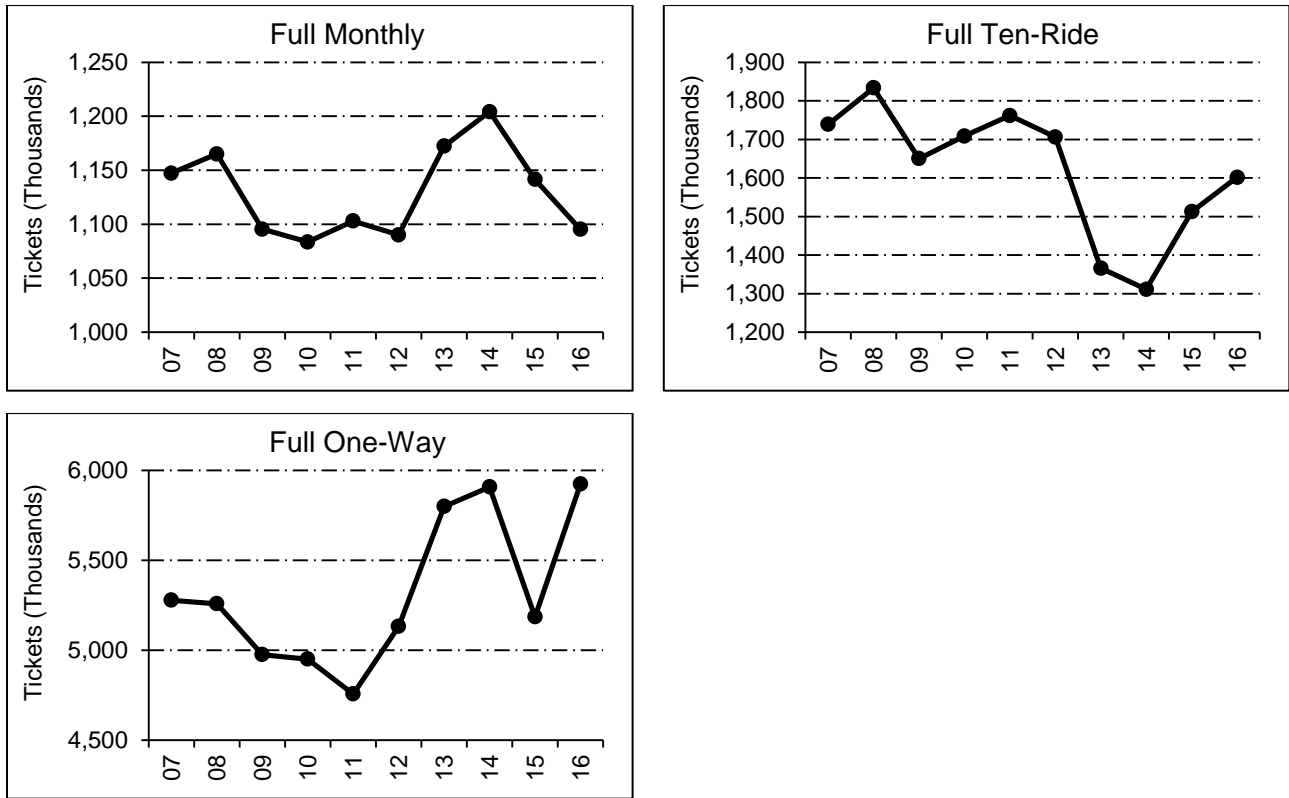 Full Monthly
Tickets (Thousands)
1,250
1,200
1,150
1,100
1,050
1,000
07 08 09 10 11 12 13 14 15 16
Full Ten-Ride
Tickets (Thousands)
1,900
1,800
1,700
1,600
1,500
1,400
1,300
1,200
07 08 09 10 11 12 13 14 15 16
Full One-Way
Tickets (Thousands)
6,000
5,500
5,000
4,500
07 08 09 10 11 12 13 14 15 16